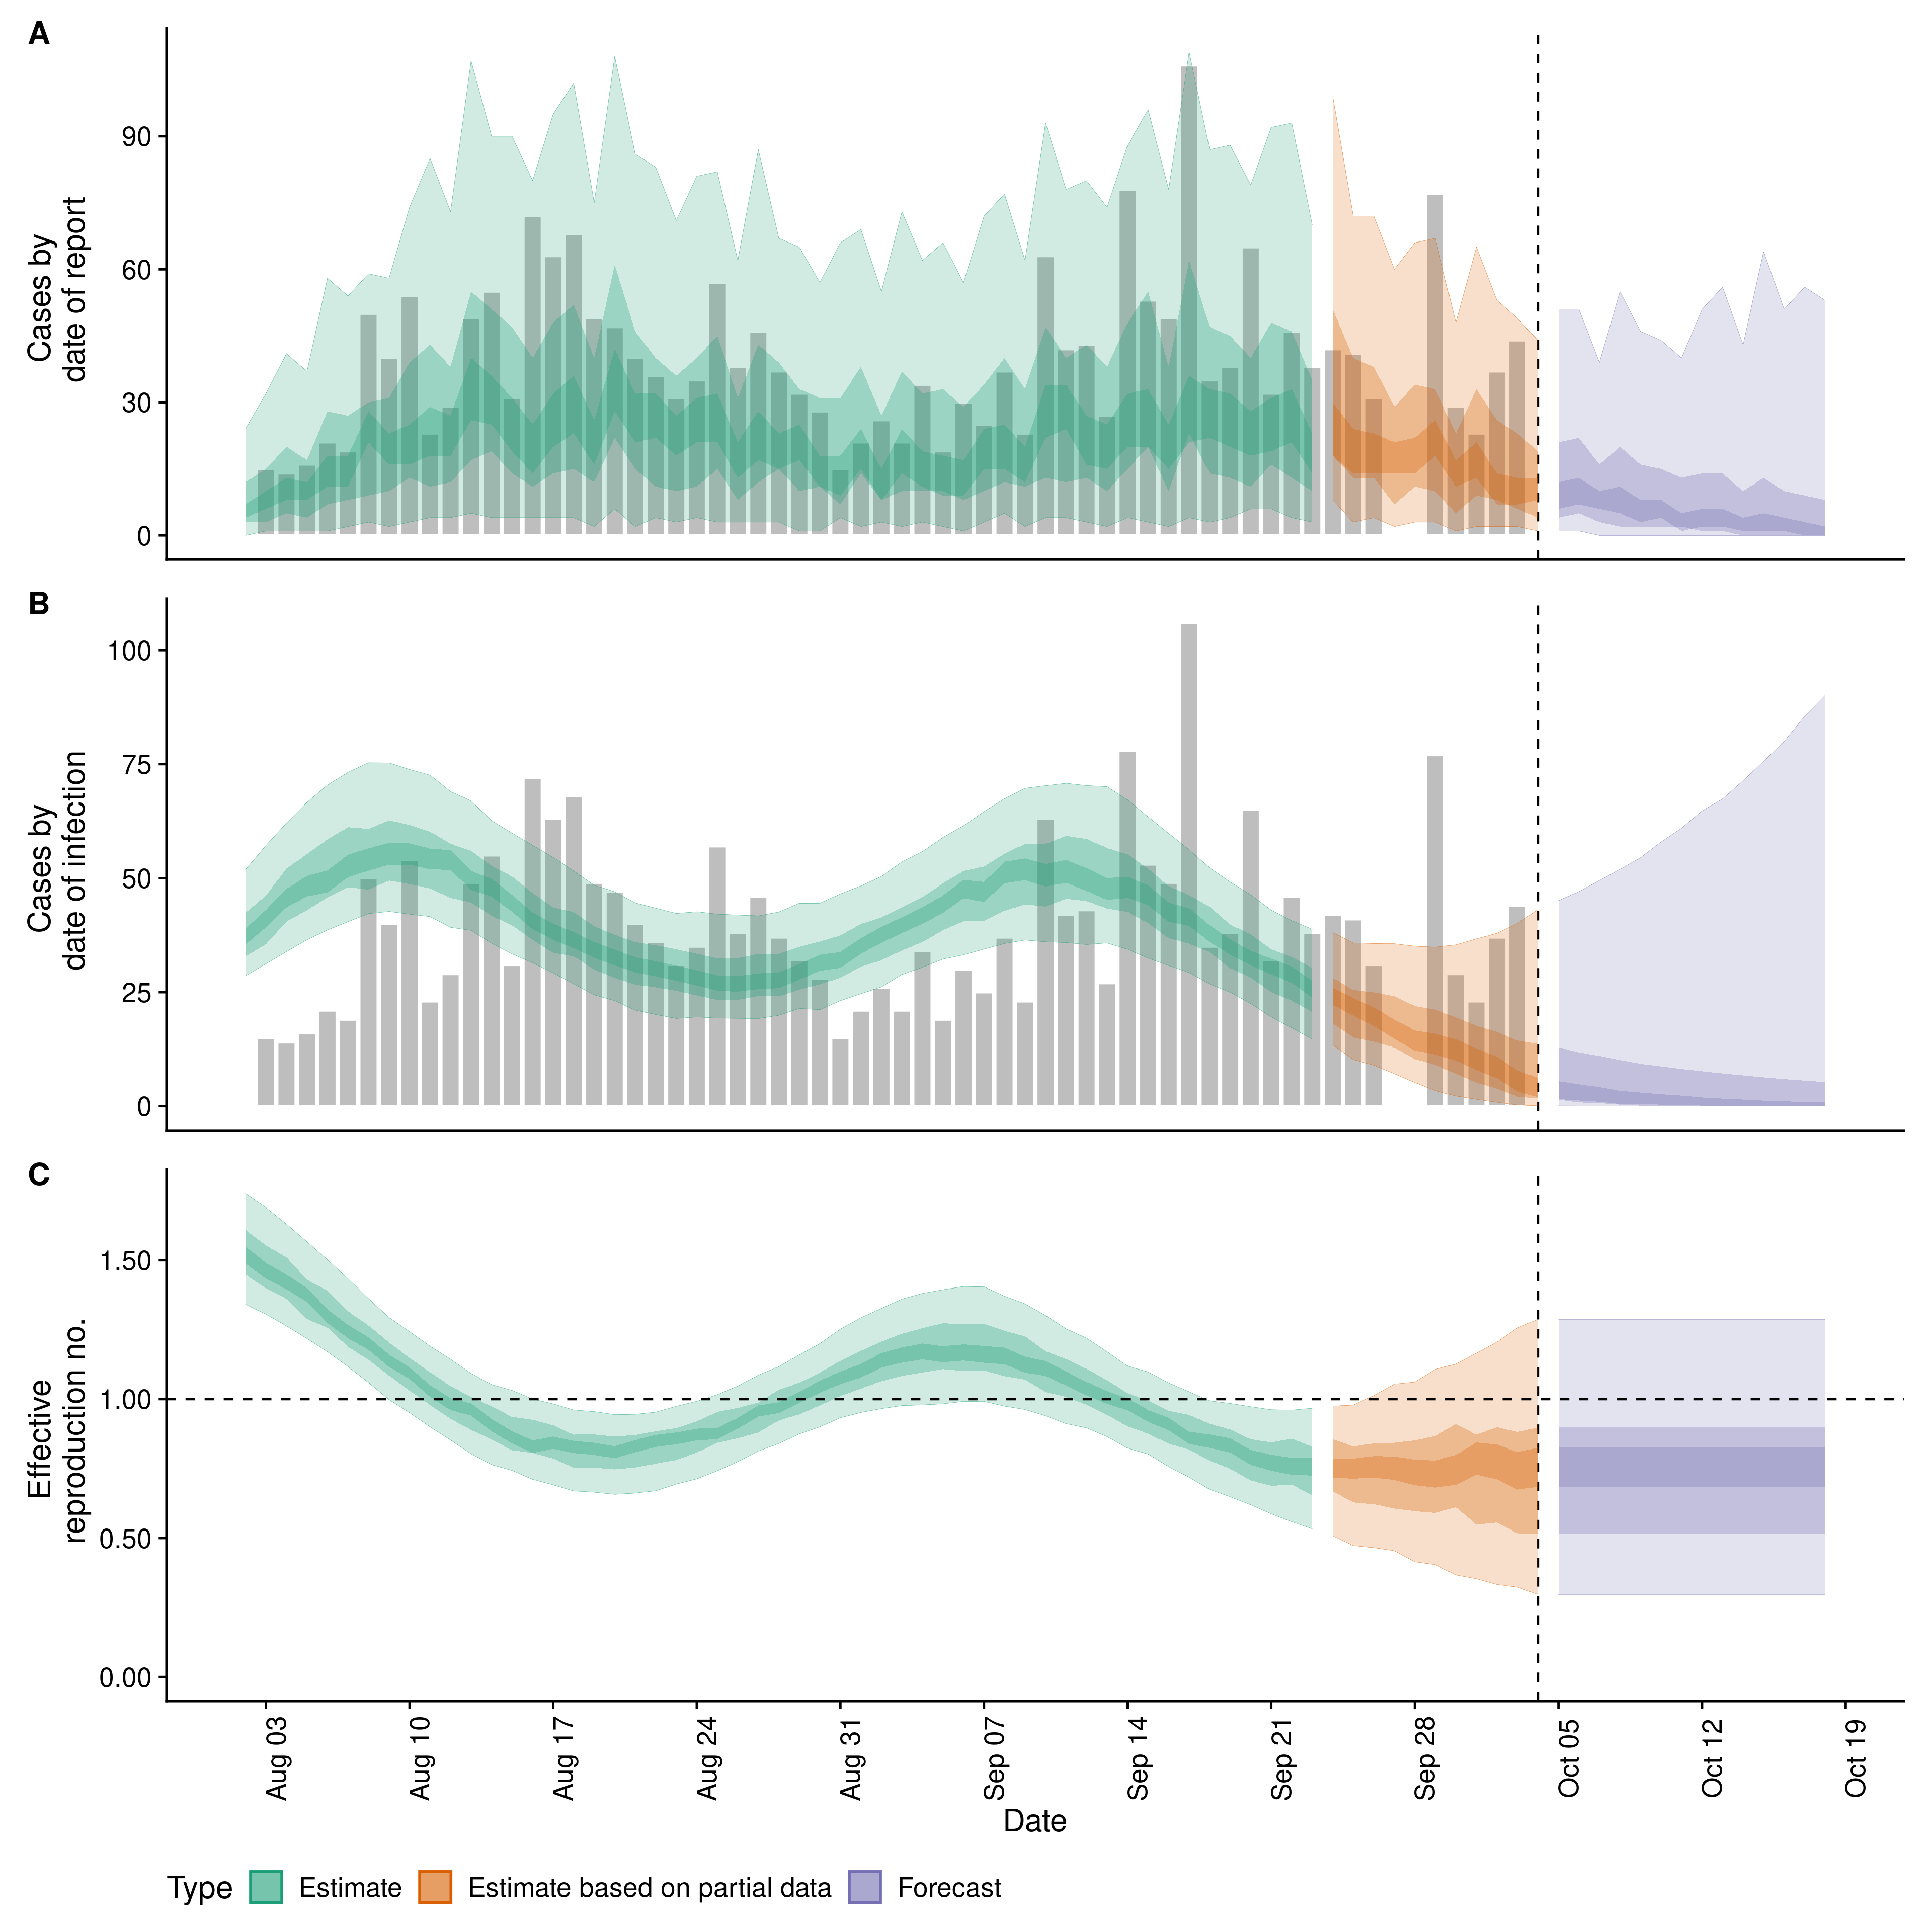 A
Cases by
date of report
90
60
30
0
B
Cases by
date of infection
100
75
50
25
0
C
Effective
reproduction no.
1.50
1.00
0.50
0.00
Aug 03
Aug 10
Aug 17
Aug 24
Aug 31
Sep 07
Sep 14
Sep 21
Sep 28
Oct 05
Oct 12
Oct 19
Date
Type Estimate Estimate based on partial data Forecast